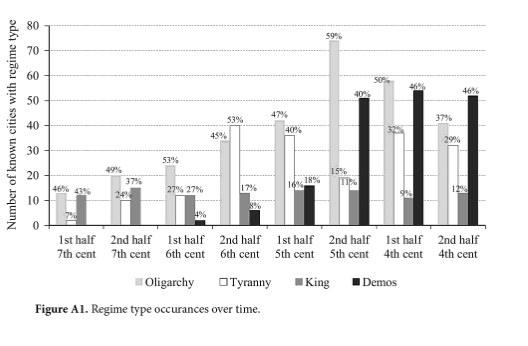 Number of known cities with regime type
80
70
60
50
40
30
20
10
0
46%
7%
43%
49%
24%
37%
53%
27%
27%
4%
45%
53%
17%
8%
47%
40%
16%
18%
59%
15%
11%
40%
50%
32%
9%
46%
37%
29%
12%
46%
1st half
7th cent
2nd half
7th cent
1st half
6th cent
2nd half
6th cent
1st half
5th cent
2nd half
5th cent
1st half
4th cent
2nd half
4th cent
Oligarchy Tyranny King Demos
Figure A1. Regime type occurances over time.